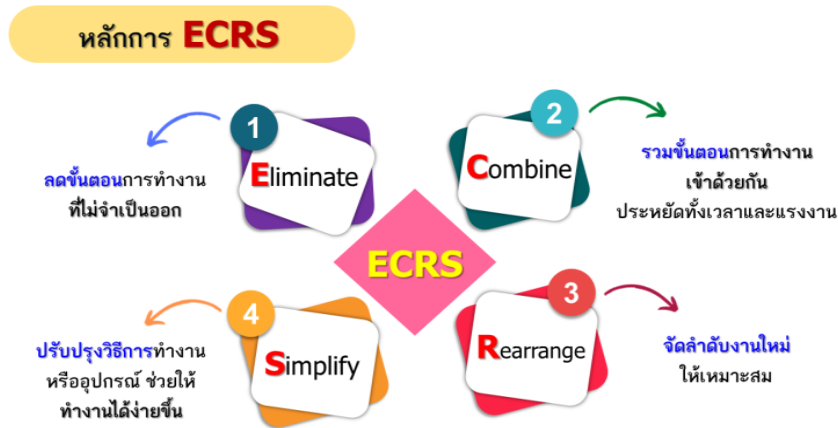 หลักการ ECRS
1
Eliminate
ลดขั้นตอนการทำงาน
ที่ไม่จำเป็นออก
2
Combine
รวมขั้นตอนการทำงาน
เข้าด้วยกัน
ประหยัดทั้งเวลาและแรงงาน
ECRS
3
Rearrange
จัดลำดับงานใหม่
ให้เหมาะสม
4
Simplify
ปรับปรุงวิธีการทำงาน
หรืออุปกรณ์ ช่วยให้
ทำงานได้ง่ายขึ้น